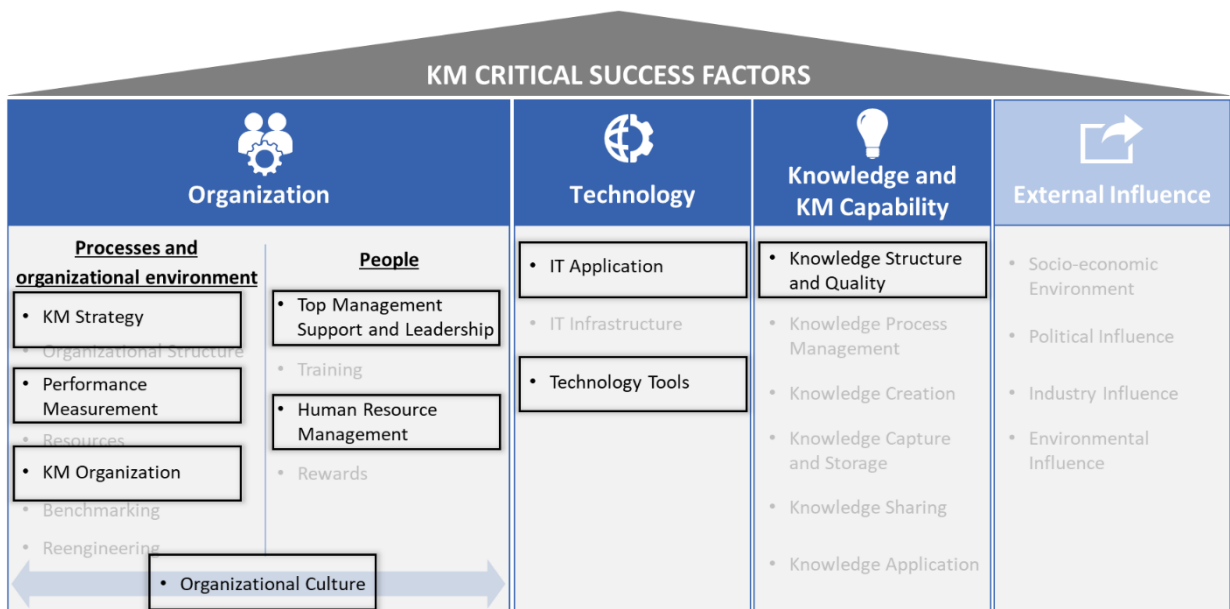 KM CRITICAL SUCCESS FACTORS
Organization
Technology
Knowledge and
KM Capability
External Influence
Processes and
organizational environment
• KM Strategy
• Organizational Structure
• Performance
Measurement
• Resources
• KM Organization
• Benchmarking
• Reengineering
People
• Top Management
Support and Leadership
• Training
• Human Resource
Management
• Rewards
• Organizational Culture
• IT Application
• IT Infrastructure
• Technology Tools
• Knowledge Structure
and Quality
• Knowledge Process
Management
• Knowledge Creation
• Knowledge Capture
and Storage
• Knowledge Sharing
• Knowledge Application
• Socio-economic
Environment
• Political Influence
• Industry Influence
• Environmental
Influence